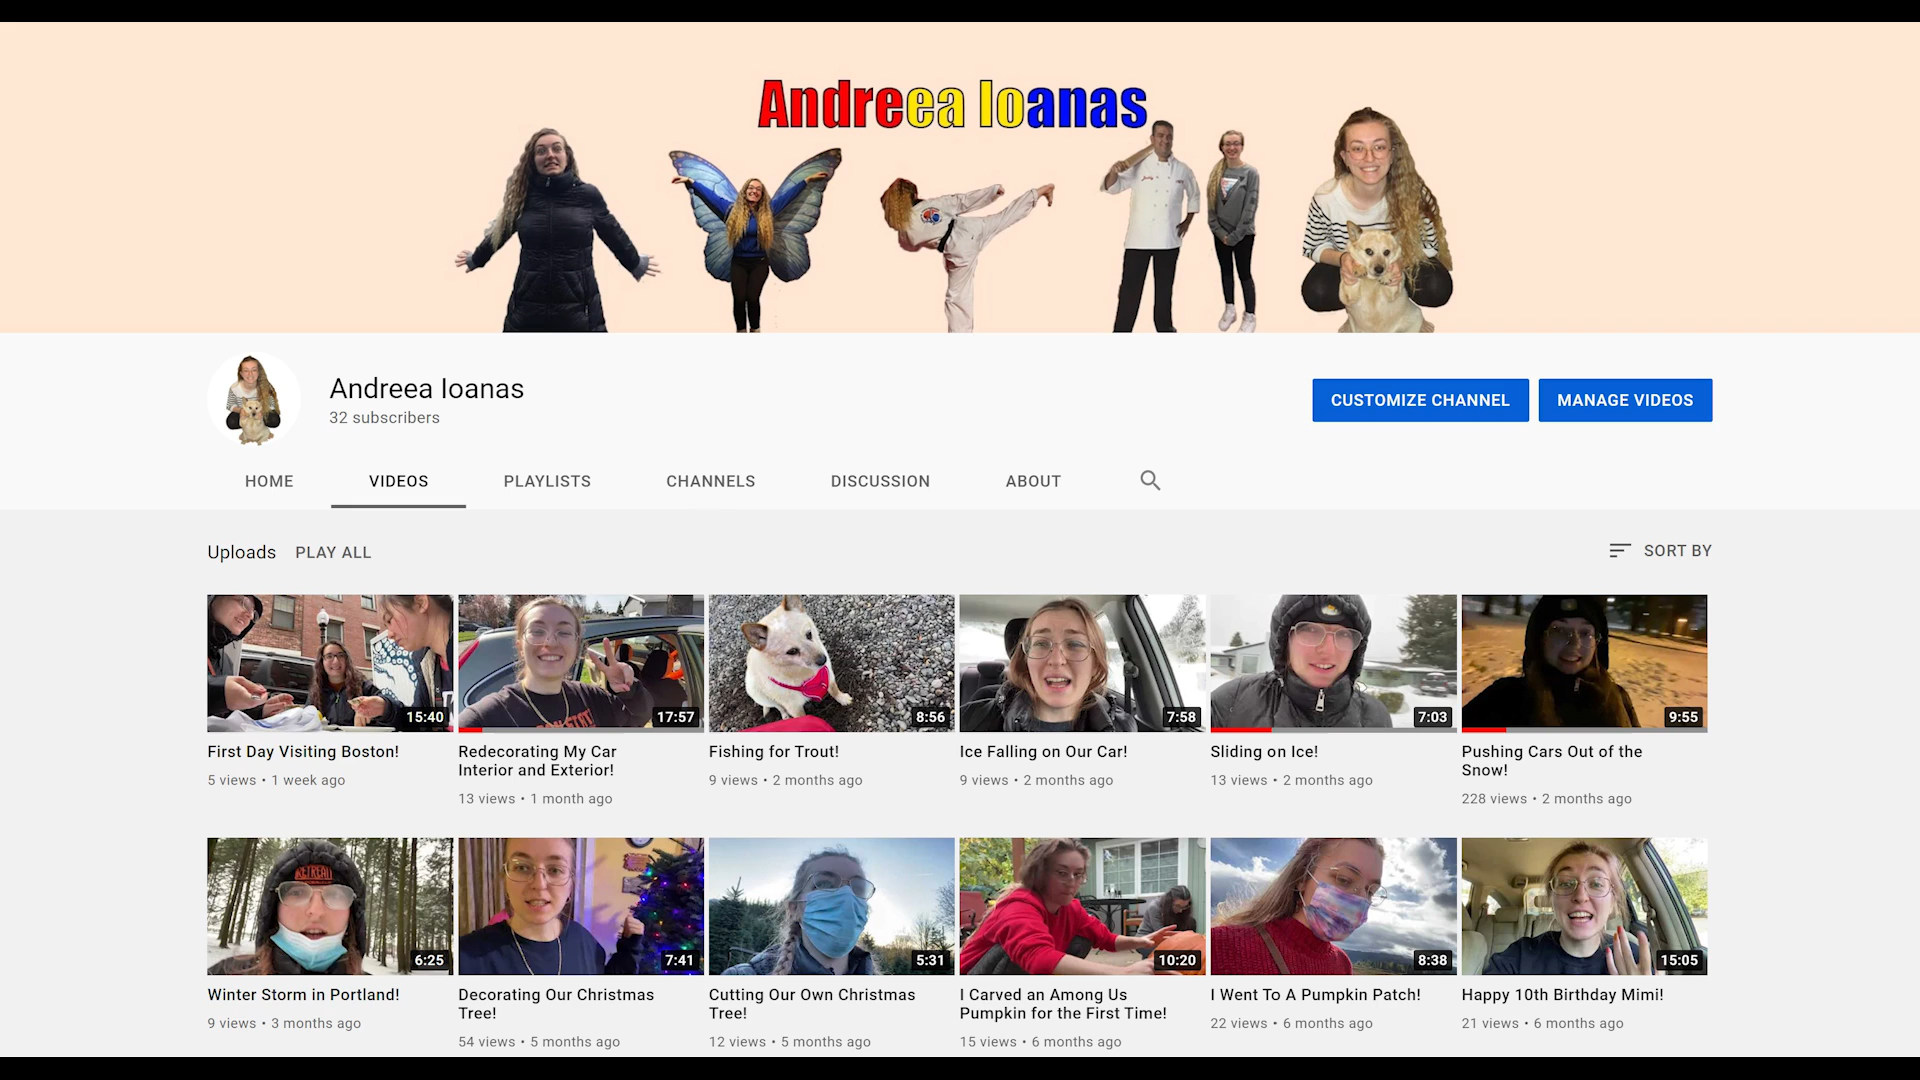 Andreea Ioanas
Andreea Ioanas
32 subscribers
CUSTOMIZE CHANNEL
MANAGE VIDEOS
HOME
VIDEOS
PLAYLISTS
CHANNELS
DISCUSSION
ABOUT
Uploads
PLAY ALL
SORT BY
15:40
17:57
8:56
7:58
7:03
9:55
First Day Visiting Boston!
5 views • 1 week ago
Redecorating My Car
Interior and Exterior!
13 views • 1 month ago
Fishing for Trout!
9 views • 2 months ago
Ice Falling on Our Car!
9 views • 2 months ago
Sliding on Ice!
13 views • 2 months ago
Pushing Cars Out of the
Snow!
228 views • 2 months ago
RETREAT
6:25
7:41
5:31
10:20
8:38
15:05
Winter Storm in Portland!
9 views • 3 months ago
Decorating Our Christmas
Tree!
54 views • 5 months ago
Cutting Our Own Christmas
Tree!
12 views • 5 months ago
I Carved an Among Us
Pumpkin for the First Time!
15 views • 6 months ago
I Went To A Pumpkin Patch!
22 views • 6 months ago
Happy 10th Birthday Mimi!
21 views • 6 months ago